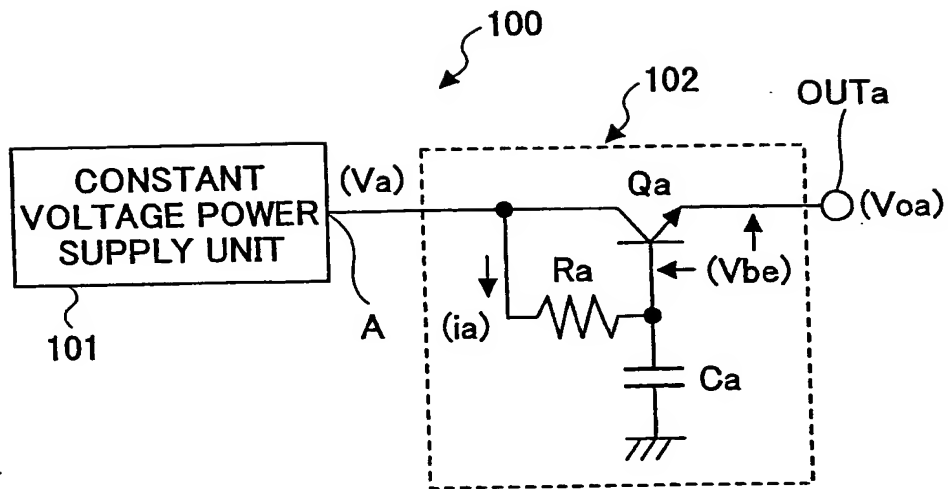 100
102
OUTa
CONSTANT
VOLTAGE POWER
SUPPLY UNIT
(Va)
Qa
(Voa)
Ra
(Vbe)
(ia)
A
101
Ca